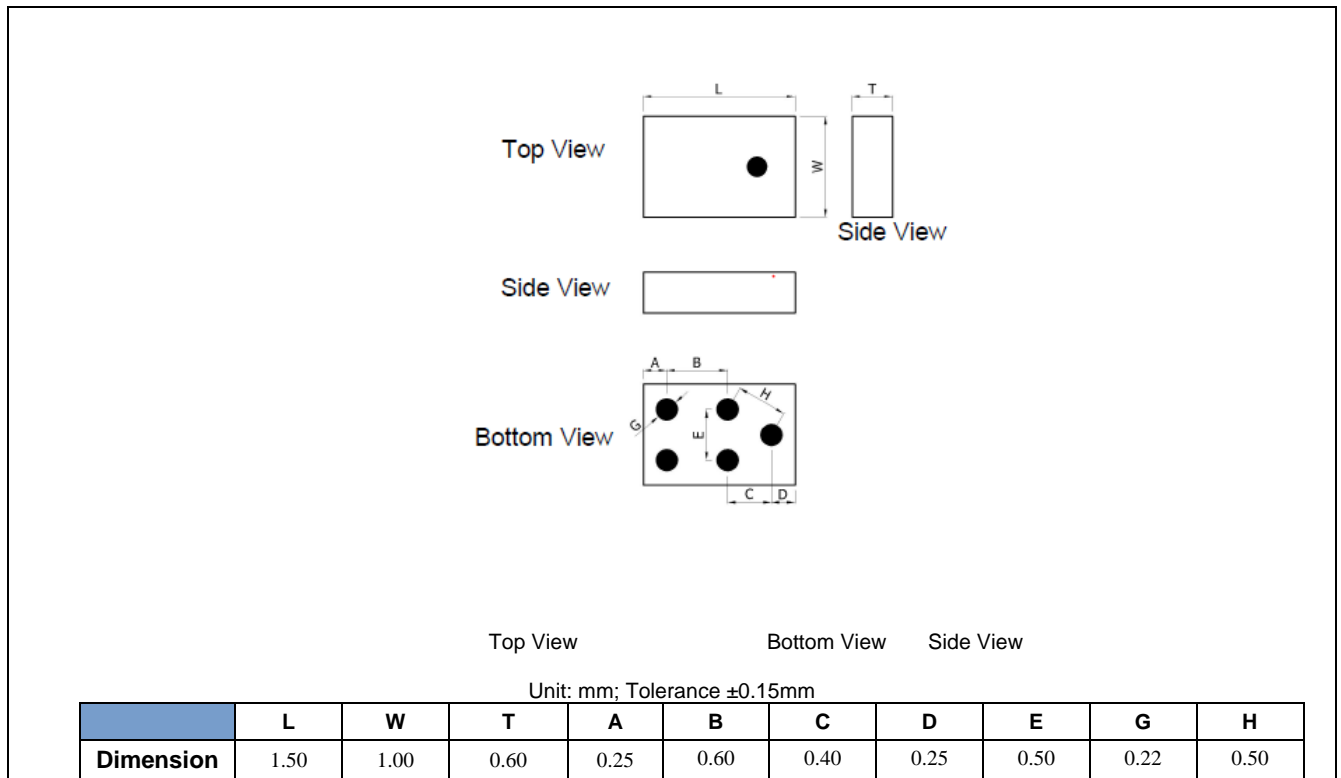 L
T
Top View
W
Side View
Side View
A B
H
G
E
Bottom View
C D
Top View Bottom View Side View
Unit: mm; Tolerance ±0.15mm
L W T A B C D E G H
Dimension 1.50 1.00 0.60 0.25 0.60 0.40 0.25 0.50 0.22 0.50